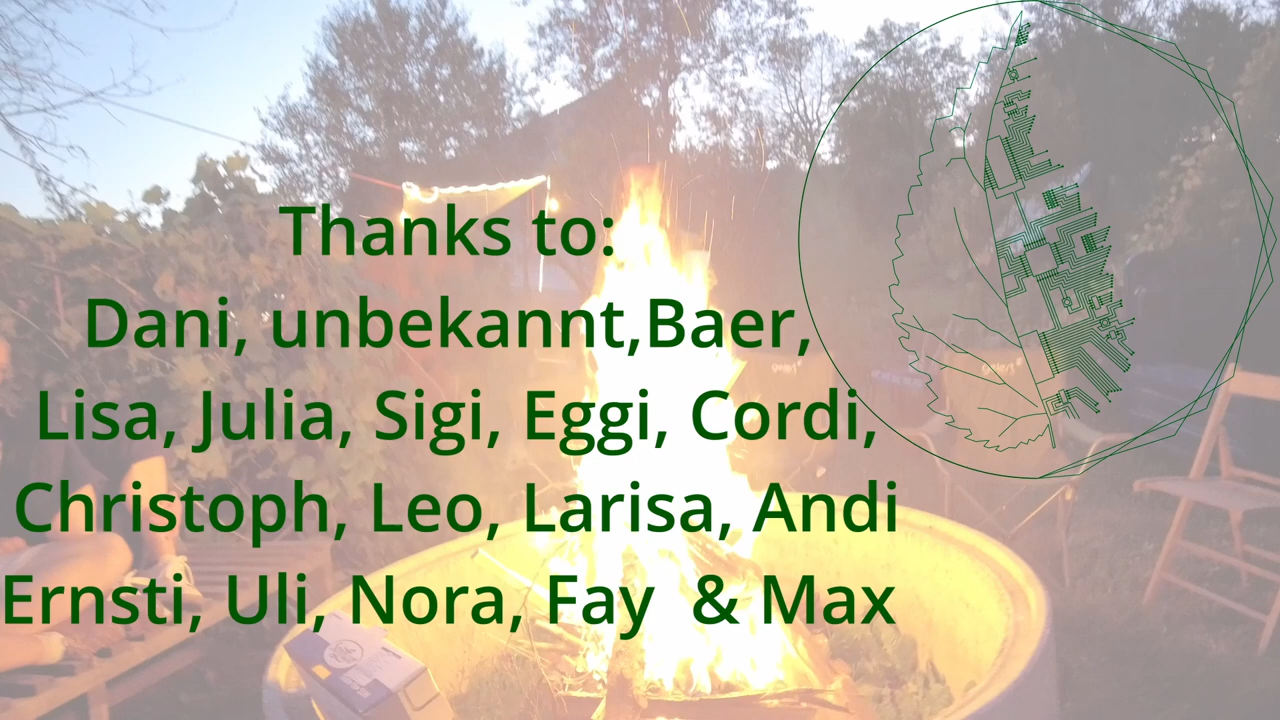 Thanks to:
Dani, unbekannt,Baer,
Lisa, Julia, Sigi, Eggi, Cordi,
Christoph, Leo, Larisa, Andi
Ernsti, Uli, Nora, Fay  & Max